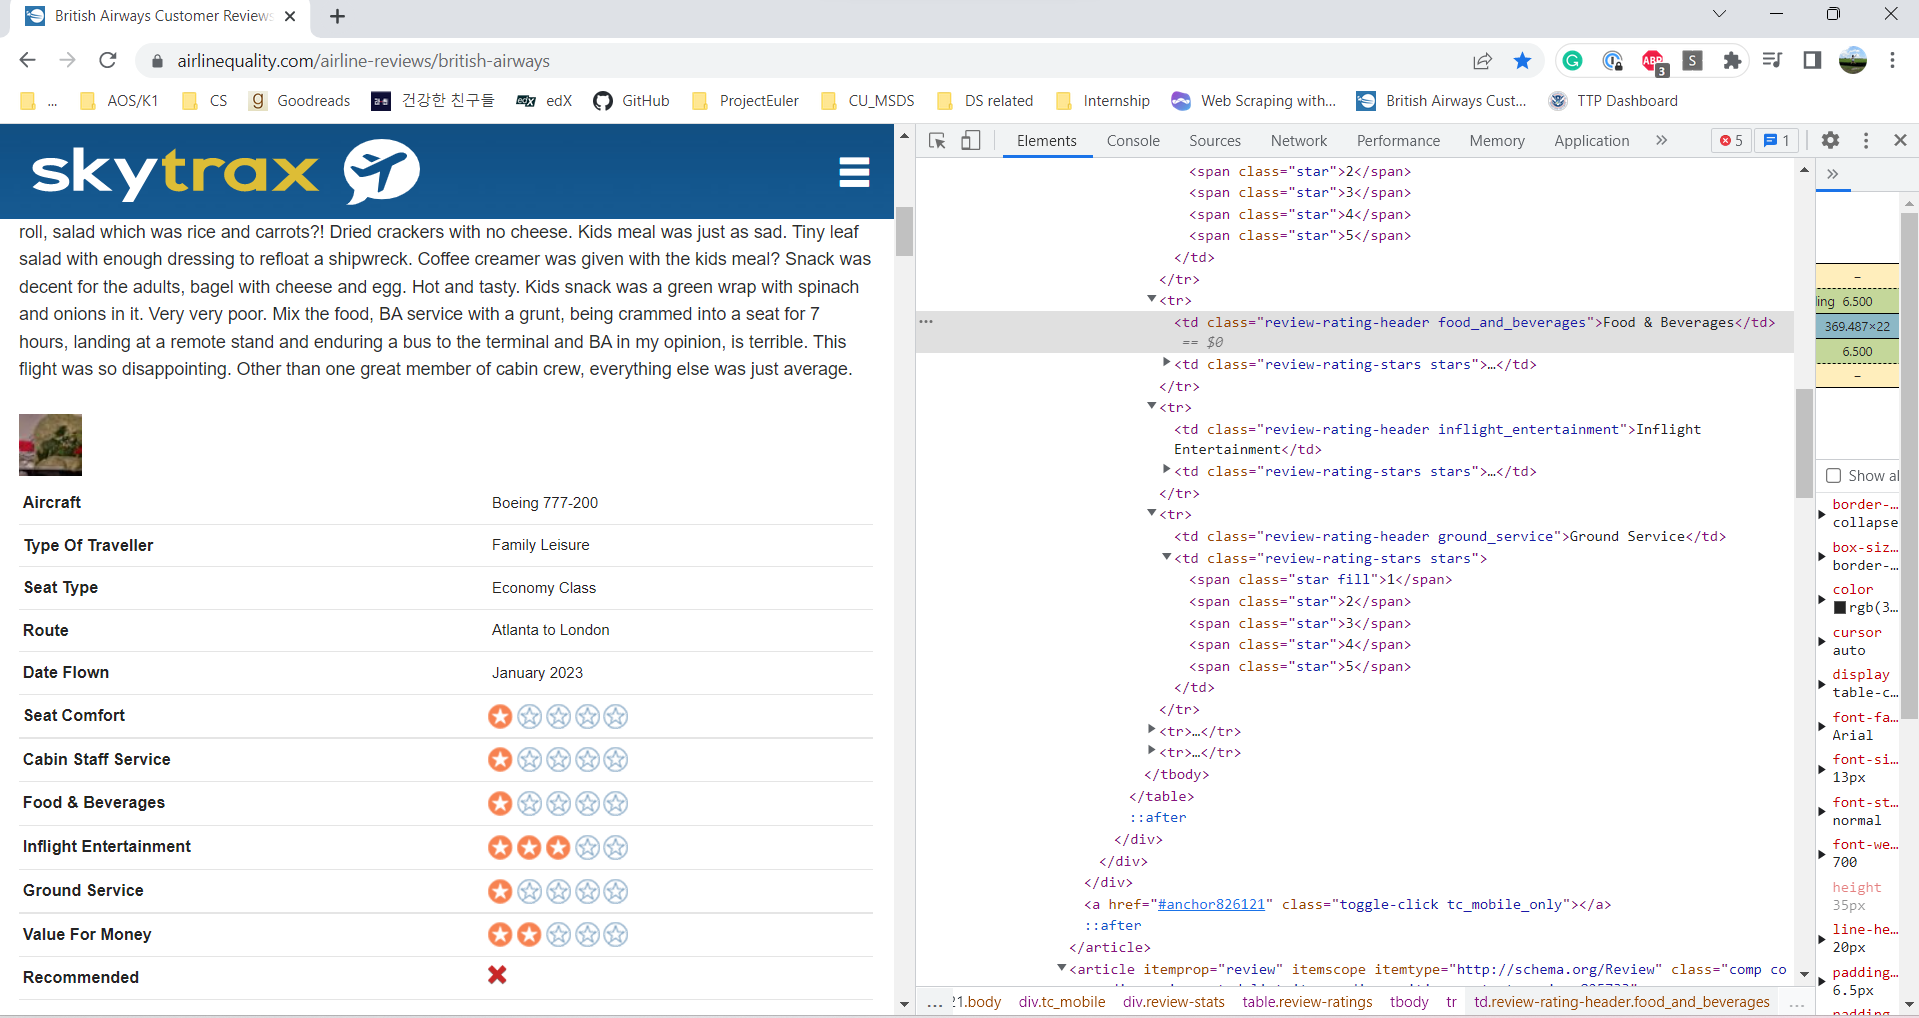 British Airways Customer Reviews
airlinequality.com/airline-reviews/british-airways
G
ABP
3
S
...
AOS/K1
CS
g
Goodreads
건강한 친구들
edX
edX
GitHub
ProjectEuler
CU_MSDS
DS related
Internship
Web Scraping with...
British Airways Cust...
TTP Dashboard
skytrax
roll, salad which was rice and carrots?! Dried crackers with no cheese. Kids meal was just as sad. Tiny leaf
salad with enough dressing to refloat a shipwreck. Coffee creamer was given with the kids meal? Snack was
decent for the adults, bagel with cheese and egg. Hot and tasty. Kids snack was a green wrap with spinach
and onions in it. Very very poor. Mix the food, BA service with a grunt, being crammed into a seat for 7
hours, landing at a remote stand and enduring a bus to the terminal and BA in my opinion, is terrible. This
flight was so disappointing. Other than one great member of cabin crew, everything else was just average.
Aircraft Boeing 777-200
Type Of Traveller Family Leisure
Seat Type Economy Class
Route Atlanta to London
Date Flown January 2023
Seat Comfort
Cabin Staff Service
Food & Beverages
Inflight Entertainment
Ground Service
Value For Money
Recommended
Elements Console Sources Network Performance Memory Application » 5 1
<span class="star">2</span>
<span class="star">3</span>
<span class="star">4</span>
<span class="star">5</span>
</td>
</tr>
<tr>
<td class="review-rating-header food_and_beverages">Food & Beverages</td>
== $0
<td class="review-rating-stars stars">…</td>
</tr>
<tr>
<td class="review-rating-header inflight_entertainment">Inflight
Entertainment</td>
<td class="review-rating-stars stars">…</td>
</tr>
<tr>
<td class="review-rating-header ground_service">Ground Service</td>
<td class="review-rating-stars stars">
<span class="star fill">1</span>
<span class="star">2</span>
<span class="star">3</span>
<span class="star">4</span>
<span class="star">5</span>
</td>
</tr>
<tr>…</tr>
<tr>…</tr>
</tbody>
</table>
::after
</div>
</div>
</div>
<a href="#anchor826121" class="toggle-click tc_mobile_only"></a>
::after
</article>
<article itemprop="review" itemscope itemtype="http://schema.org/Review" class="comp co
... 21.body div.tc_mobile div.review-stats table.review-ratings tbody tr td.review-rating-header.food_and_beverages ...
»
–
ing 6.500
369.487×22
6.500
–
Show al
border-…
collapse
box-siz…
border-…
color
rgb(3…
cursor
auto
display
table-c…
font-fa…
Arial
font-si…
13px
font-st…
normal
font-we…
700
height
35px
line-he…
20px
padding…
6.5px
padding…